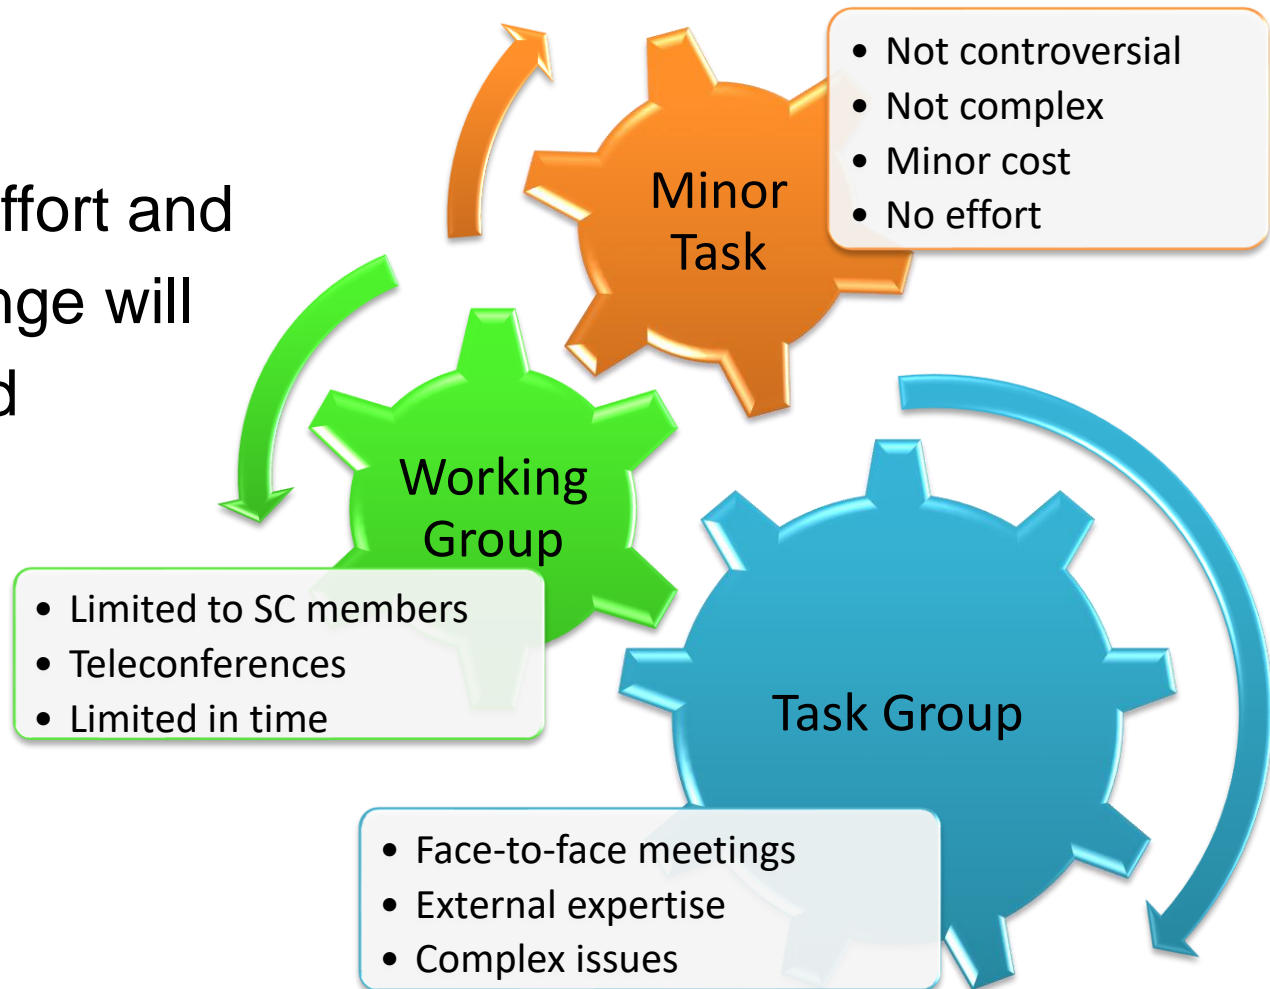 ffort and
nge will
d
Minor
Task
• Not controversial
• Not complex
• Minor cost
• No effort
Working
Group
• Limited to SC members
• Teleconferences
• Limited in time
Task Group
• Face-to-face meetings
• External expertise
• Complex issues